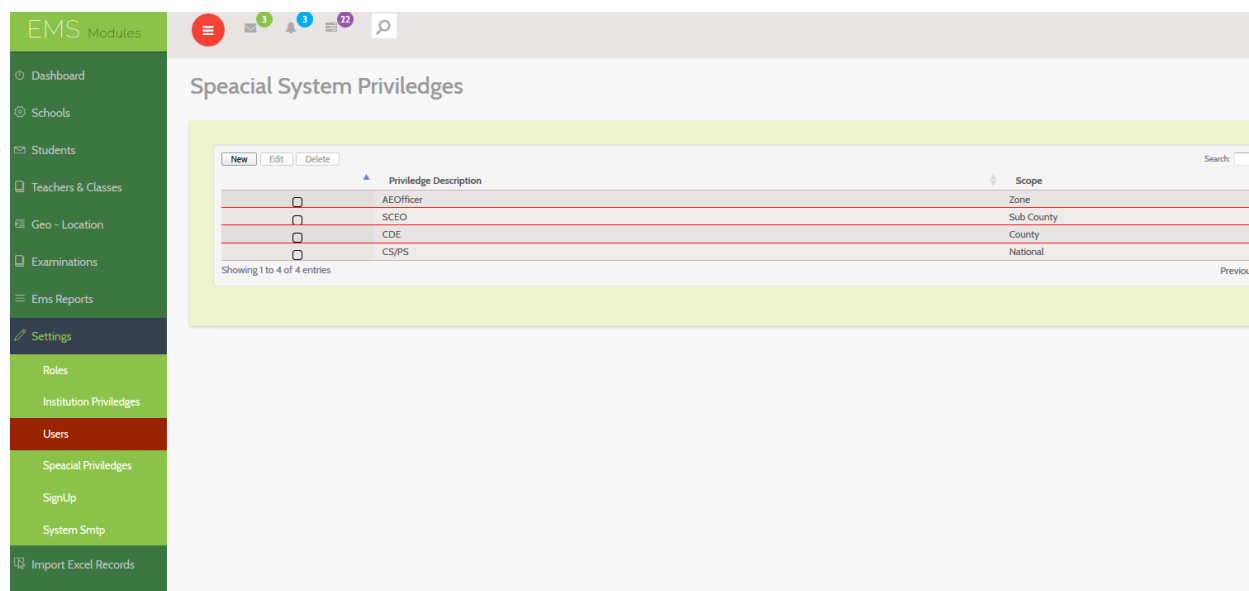 EMS Modules
3
3
22
Dashboard
Schools
Students
Teachers & Classes
Geo - Location
Examinations
Ems Reports
Settings
Roles
Institution Priviledges
Users
Speacial Priviledges
SignUp
System Smtp
Import Excel Records
Speacial System Priviledges
New Edit Delete Search:
Priviledge Description Scope
AEOfficer Zone
SCEO Sub County
CDE County
CS/PS National
Showing 1 to 4 of 4 entries Previou